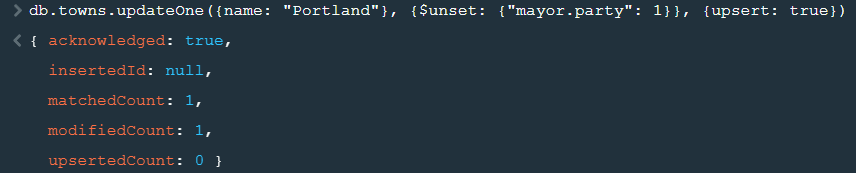 > db.towns.updateOne({name: "Portland"}, {$unset: {"mayor.party": 1}}, {upsert: true})
< { acknowledged: true,
insertedId: null,
matchedCount: 1,
modifiedCount: 1,
upsertedCount: 0 }